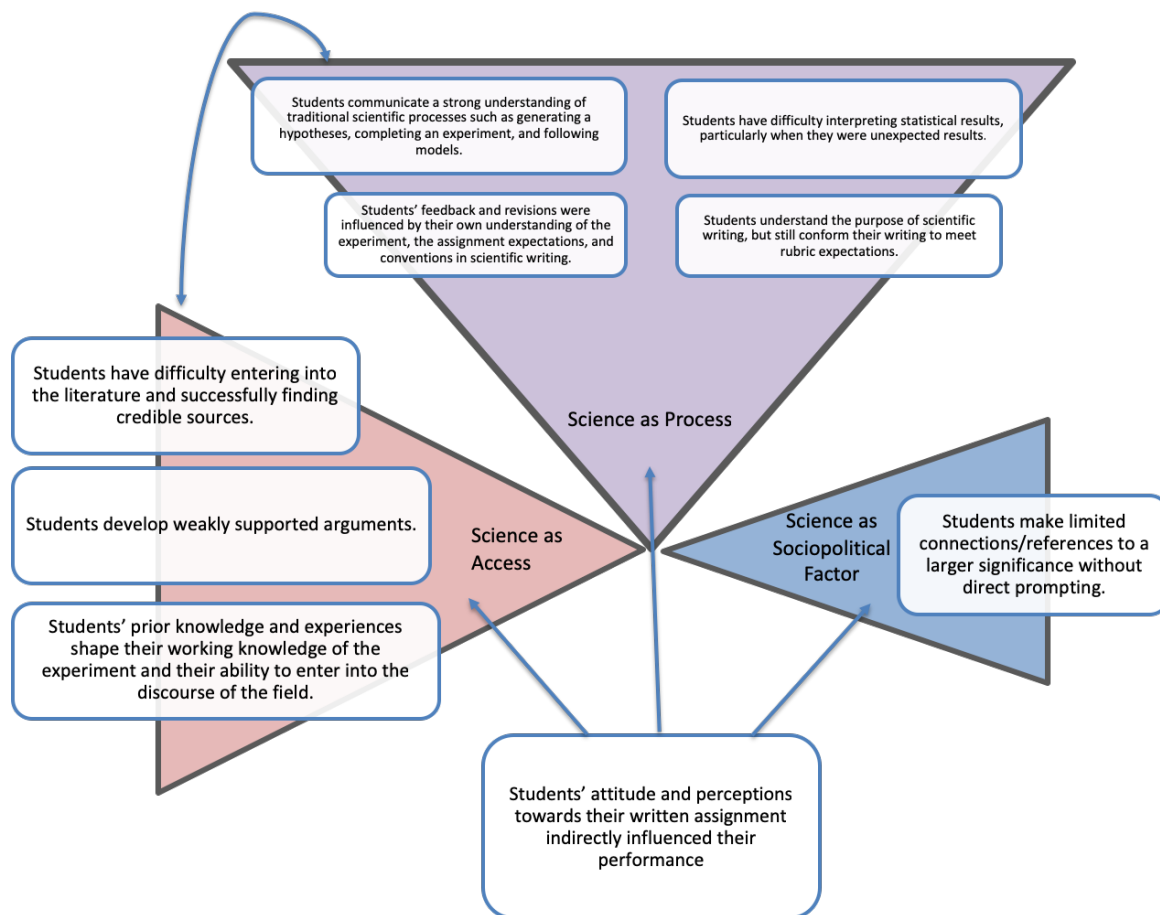 Students communicate a strong understanding of
traditional scientific processes such as generating a
hypotheses, completing an experiment, and following
models.
Students have difficulty interpreting statistical results,
particularly when they were unexpected results.
Students' feedback and revisions were
influenced by their own understanding of the
experiment, the assignment expectations, and
conventions in scientific writing.
Students understand the purpose of scientific
writing, but still conform their writing to meet
rubric expectations.
Science as Process
Students have difficulty entering into
the literature and successfully finding
credible sources.
Students develop weakly supported arguments.
Students' prior knowledge and experiences
shape their working knowledge of the
experiment and their ability to enter into the
discourse of the field.
Science as
Access
Science as
Sociopolitical
Factor
Students make limited
connections/references to a
larger significance without
direct prompting.
Students' attitude and perceptions
towards their written assignment
indirectly influenced their
performance